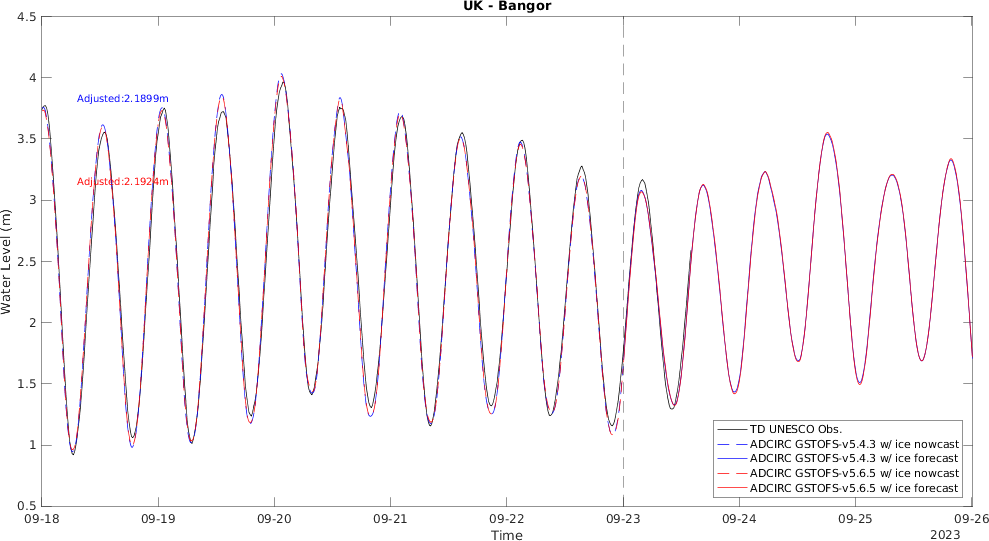 UK - Bangor
4.5
4
3.5
3
2.5
2
1.5
1
0.5
Water Level (m)
Adjusted:2.1899m
Adjusted:2.1924m
TD UNESCO Obs.
ADCIRC GSTOFS-v5.4.3 w/ ice nowcast
ADCIRC GSTOFS-v5.4.3 w/ ice forecast
ADCIRC GSTOFS-v5.6.5 w/ ice nowcast
ADCIRC GSTOFS-v5.6.5 w/ ice forecast
09-18 09-19 09-20 09-21 09-22 09-23 09-24 09-25 09-26
Time
2023